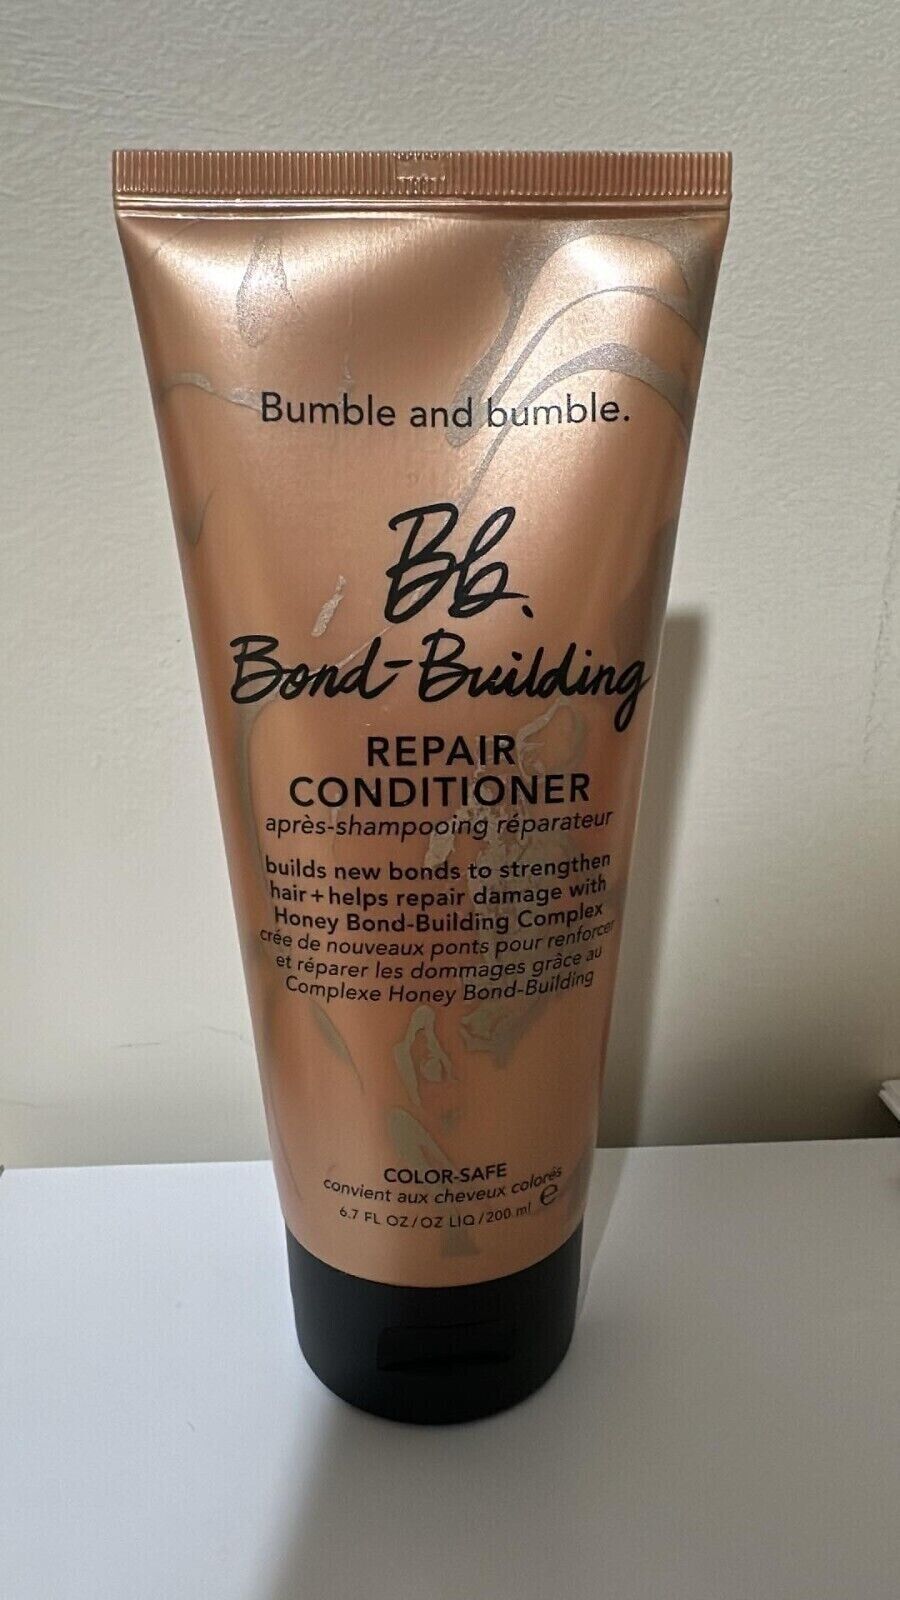 Bumble and bumble.
Bb.
Bond-Building
REPAIR
CONDITIONER
après-shampooing réparateur
builds new bonds to strengthen
hair + helps repair damage with
Honey Bond-Building Complex
crée de nouveaux ponts pour renforcer
et réparer les dommages grâce au
Complexe Honey Bond-Building
COLOR-SAFE
convient aux cheveux colorés
6.7 FL OZ/OZ LIQ/200 ml ℮